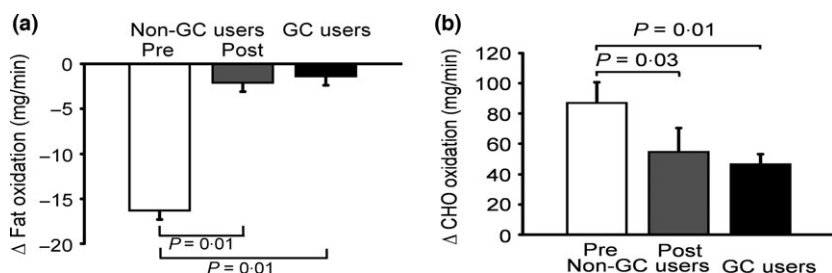 (a)
Non-GC users GC users
Pre Post
Δ Fat oxidation (mg/min)
0
–5
–10
–15
–20
P = 0·01
P = 0·01
(b)
Δ CHO oxidation (mg/min)
120
100
80
60
40
20
0
P = 0·01
P = 0·03
Pre Post
Non-GC users GC users